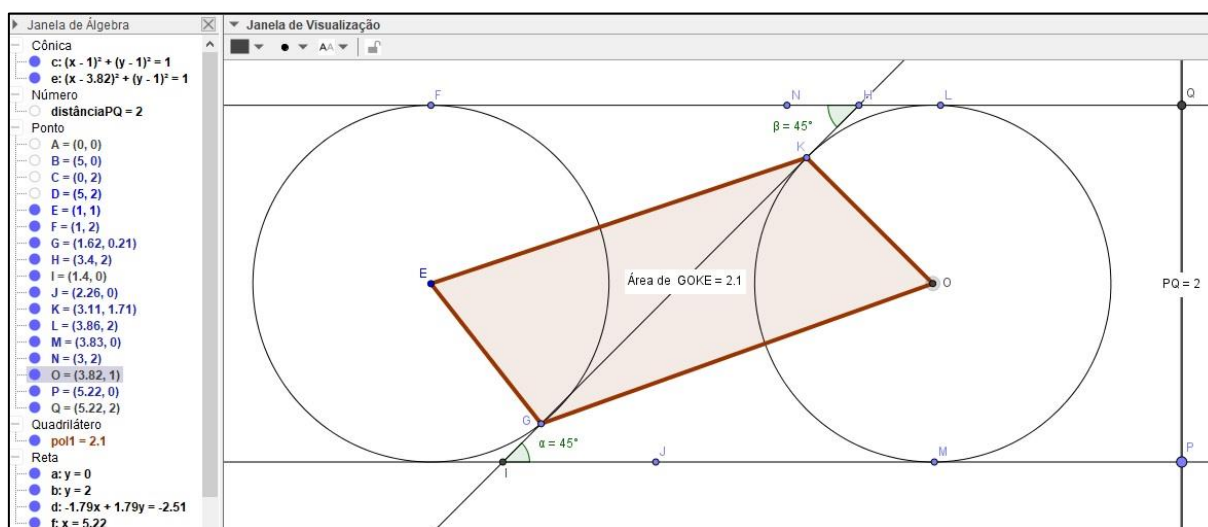 Janela de Álgebra
Cônica
c: (x - 1)² + (y - 1)² = 1
e: (x - 3.82)² + (y - 1)² = 1
Número
distânciaPQ = 2
Ponto
A = (0, 0)
B = (5, 0)
C = (0, 2)
D = (5, 2)
E = (1, 1)
F = (1, 2)
G = (1.62, 0.21)
H = (3.4, 2)
I = (1.4, 0)
J = (2.26, 0)
K = (3.11, 1.71)
L = (3.86, 2)
M = (3.83, 0)
N = (3, 2)
O = (3.82, 1)
P = (5.22, 0)
Q = (5.22, 2)
Quadrilátero
pol1 = 2.1
Reta
a: y = 0
b: y = 2
d: -1.79x + 1.79y = -2.51
f: x = 5.22
Janela de Visualização
AA
F
N
H
L
Q
β = 45°
K
E
Área de GOKE = 2.1
O
PQ = 2
G
α = 45°
I
J
M
P